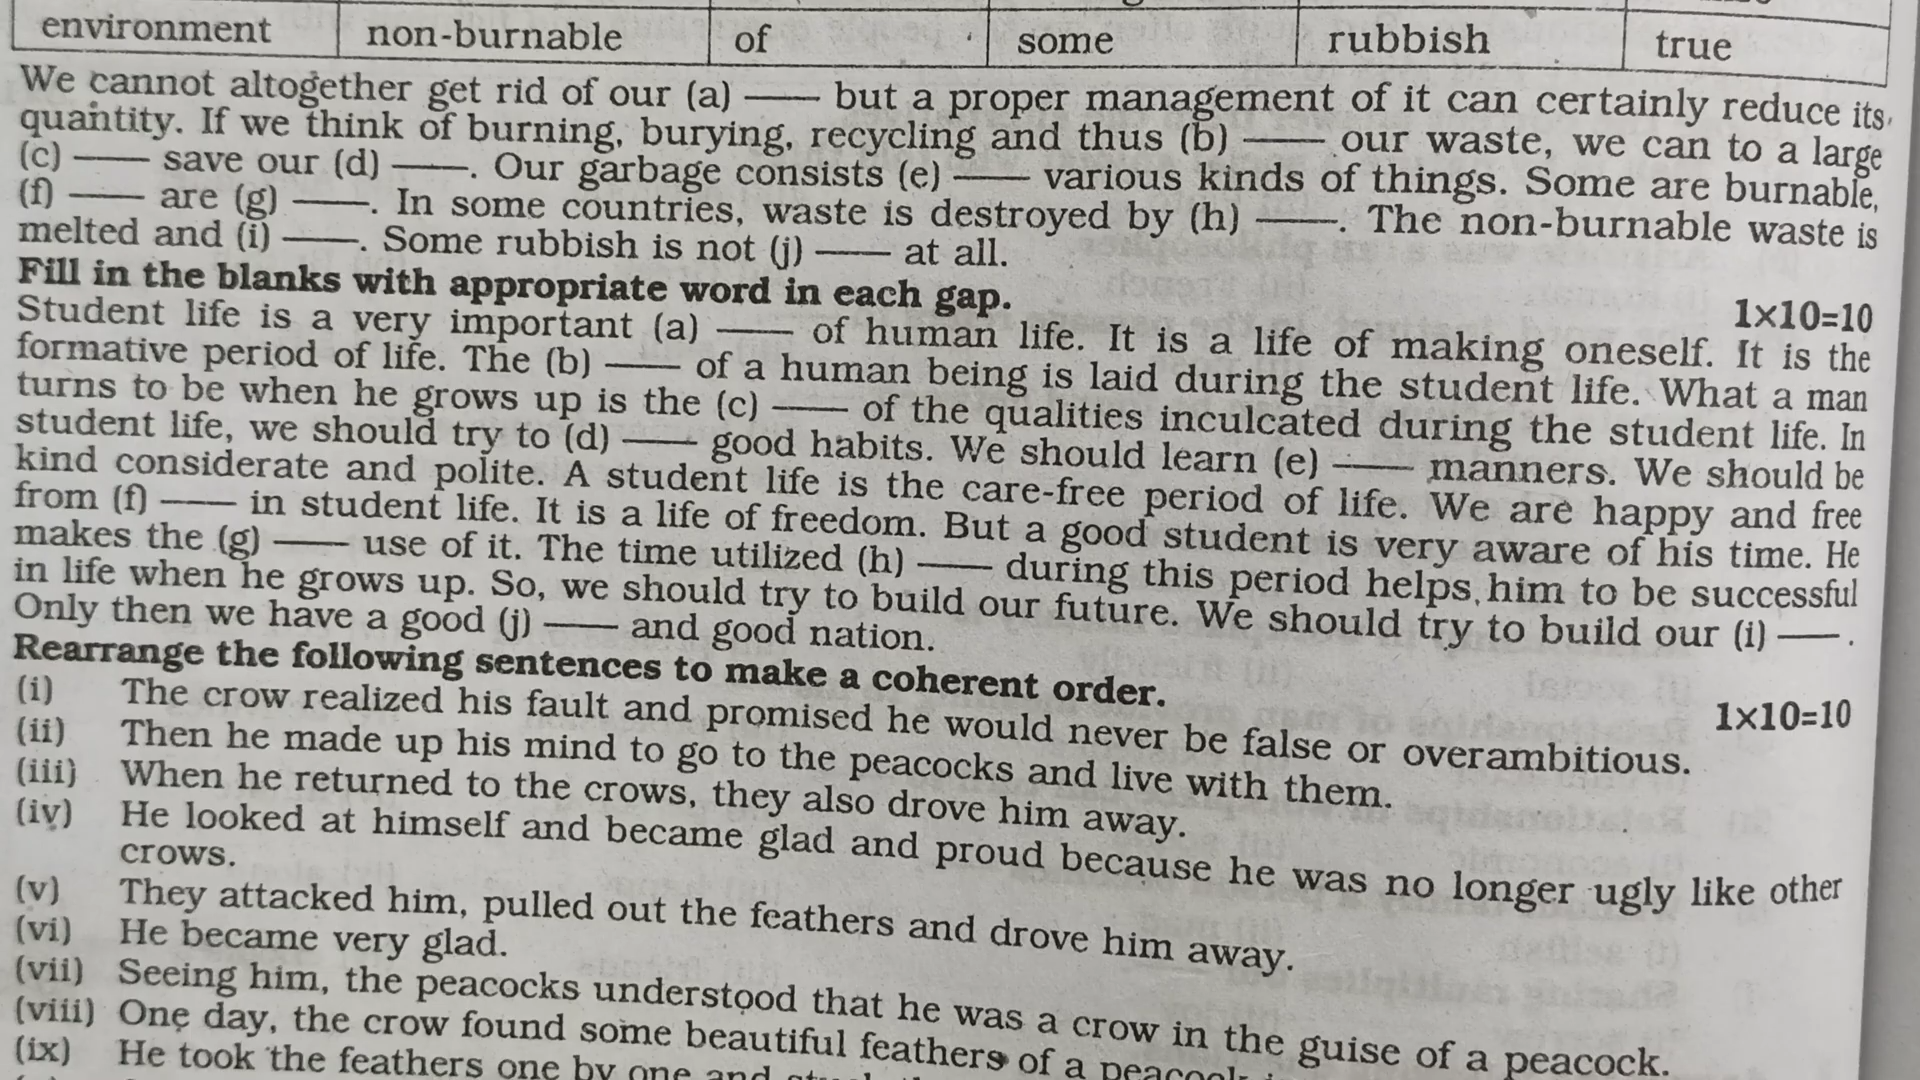 environment non-burnable of some rubbish true
We cannot altogether get rid of our (a) —— but a proper management of it can certainly reduce its
quantity. If we think of burning, burying, recycling and thus (b) —— our waste, we can to a large
(c) —— save our (d) ——. Our garbage consists (e) —— various kinds of things. Some are burnable,
(f) —— are (g) ——. In some countries, waste is destroyed by (h) ——. The non-burnable waste is
melted and (i) ——. Some rubbish is not (j) —— at all.
Fill in the blanks with appropriate word in each gap. 1×10=10
Student life is a very important (a) —— of human life. It is a life of making oneself. It is the
formative period of life. The (b) —— of a human being is laid during the student life. What a man
turns to be when he grows up is the (c) —— of the qualities inculcated during the student life. In
student life, we should try to (d) —— good habits. We should learn (e) —— manners. We should be
kind considerate and polite. A student life is the care-free period of life. We are happy and free
from (f) —— in student life. It is a life of freedom. But a good student is very aware of his time. He
makes the (g) —— use of it. The time utilized (h) —— during this period helps him to be successful
in life when he grows up. So, we should try to build our future. We should try to build our (i) ——.
Only then we have a good (j) —— and good nation.
Rearrange the following sentences to make a coherent order. 1×10=10
(i) The crow realized his fault and promised he would never be false or overambitious.
(ii) Then he made up his mind to go to the peacocks and live with them.
(iii) When he returned to the crows, they also drove him away.
(iv) He looked at himself and became glad and proud because he was no longer ugly like other
crows.
(v) They attacked him, pulled out the feathers and drove him away.
(vi) He became very glad.
(vii) Seeing him, the peacocks understood that he was a crow in the guise of a peacock.
(viii) One day, the crow found some beautiful feathers of a peacock
(ix) He took the feathers one by one and